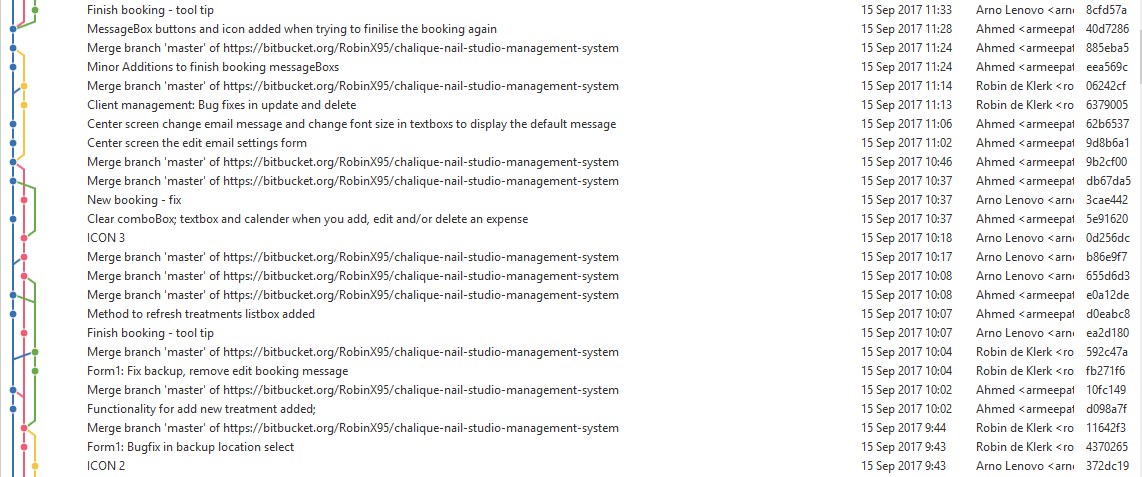 Finish booking - tool tip 15 Sep 2017 11:33 Arno Lenovo <arno 8cfd57a
MessageBox buttons and icon added when trying to finilise the booking again 15 Sep 2017 11:28 Ahmed <armeepat 40d7286
Merge branch 'master' of https://bitbucket.org/RobinX95/chalique-nail-studio-management-system 15 Sep 2017 11:24 Ahmed <armeepat 885eba5
Minor Additions to finish booking messageBoxs 15 Sep 2017 11:24 Ahmed <armeepat eea569c
Merge branch 'master' of https://bitbucket.org/RobinX95/chalique-nail-studio-management-system 15 Sep 2017 11:14 Robin de Klerk <ro 06242cf
Client management: Bug fixes in update and delete 15 Sep 2017 11:13 Robin de Klerk <ro 6379005
Center screen change email message and change font size in textboxs to display the default message 15 Sep 2017 11:06 Ahmed <armeepat 62b6537
Center screen the edit email settings form 15 Sep 2017 11:02 Ahmed <armeepat 9d8b6a1
Merge branch 'master' of https://bitbucket.org/RobinX95/chalique-nail-studio-management-system 15 Sep 2017 10:46 Ahmed <armeepat 9b2cf00
Merge branch 'master' of https://bitbucket.org/RobinX95/chalique-nail-studio-management-system 15 Sep 2017 10:37 Ahmed <armeepat db67da5
New booking - fix 15 Sep 2017 10:37 Arno Lenovo <arno 3cae442
Clear comboBox; textbox and calender when you add, edit and/or delete an expense 15 Sep 2017 10:37 Ahmed <armeepat 5e91620
ICON 3 15 Sep 2017 10:18 Arno Lenovo <arno 0d256dc
Merge branch 'master' of https://bitbucket.org/RobinX95/chalique-nail-studio-management-system 15 Sep 2017 10:17 Arno Lenovo <arno b86e9f7
Merge branch 'master' of https://bitbucket.org/RobinX95/chalique-nail-studio-management-system 15 Sep 2017 10:08 Arno Lenovo <arno 655d6d3
Merge branch 'master' of https://bitbucket.org/RobinX95/chalique-nail-studio-management-system 15 Sep 2017 10:08 Ahmed <armeepat e0a12de
Method to refresh treatments listbox added 15 Sep 2017 10:07 Ahmed <armeepat d0eabc8
Finish booking - tool tip 15 Sep 2017 10:07 Arno Lenovo <arno ea2d180
Merge branch 'master' of https://bitbucket.org/RobinX95/chalique-nail-studio-management-system 15 Sep 2017 10:04 Robin de Klerk <ro 592c47a
Form1: Fix backup, remove edit booking message 15 Sep 2017 10:04 Robin de Klerk <ro fb271f6
Merge branch 'master' of https://bitbucket.org/RobinX95/chalique-nail-studio-management-system 15 Sep 2017 10:02 Ahmed <armeepat 10fc149
Functionality for add new treatment added; 15 Sep 2017 10:02 Ahmed <armeepat d098a7f
Merge branch 'master' of https://bitbucket.org/RobinX95/chalique-nail-studio-management-system 15 Sep 2017 9:44 Robin de Klerk <ro 11642f3
Form1: Bugfix in backup location select 15 Sep 2017 9:43 Robin de Klerk <ro 4370265
ICON 2 15 Sep 2017 9:43 Arno Lenovo <arno 372dc19